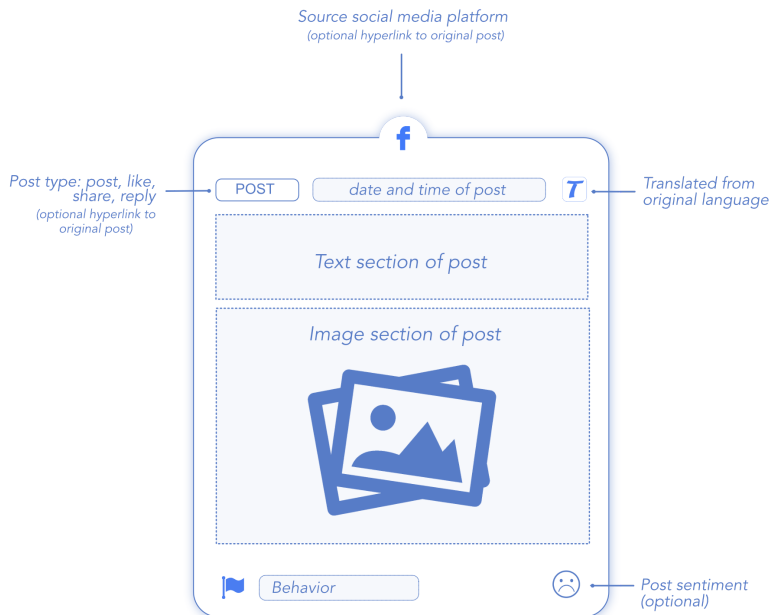 Source social media platform
(optional hyperlink to original post)
f
Post type: post, like,
share, reply
(optional hyperlink to
original post)
POST
date and time of post
T
Translated from
original language
Text section of post
Image section of post
Behavior
Post sentiment
(optional)